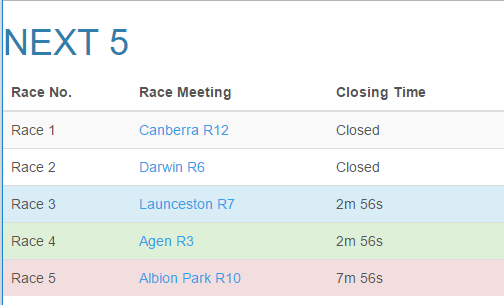 NEXT 5
Race No. Race Meeting Closing Time
Race 1 Canberra R12 Closed
Race 2 Darwin R6 Closed
Race 3 Launceston R7 2m 56s
Race 4 Agen R3 2m 56s
Race 5 Albion Park R10 7m 56s